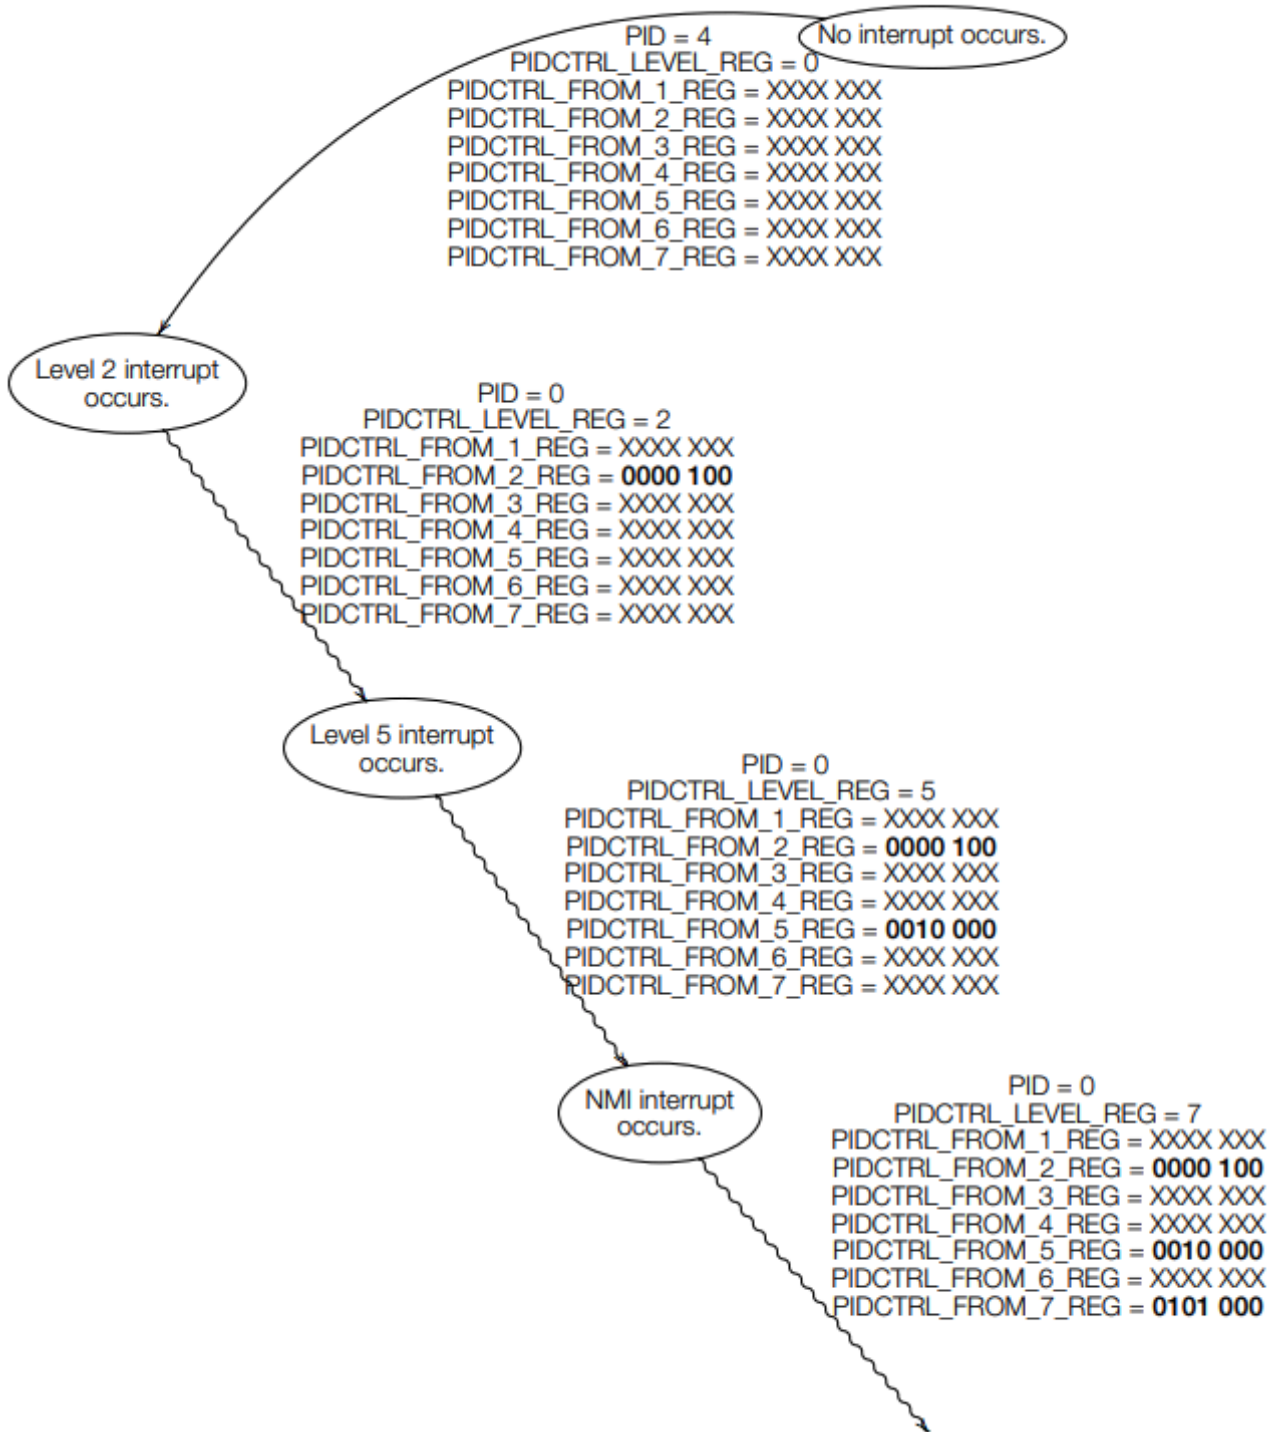 No interrupt occurs.
PID = 4
PIDCTRL_LEVEL_REG = 0
PIDCTRL_FROM_1_REG = XXXX XXX
PIDCTRL_FROM_2_REG = XXXX XXX
PIDCTRL_FROM_3_REG = XXXX XXX
PIDCTRL_FROM_4_REG = XXXX XXX
PIDCTRL_FROM_5_REG = XXXX XXX
PIDCTRL_FROM_6_REG = XXXX XXX
PIDCTRL_FROM_7_REG = XXXX XXX
Level 2 interrupt
occurs.
PID = 0
PIDCTRL_LEVEL_REG = 2
PIDCTRL_FROM_1_REG = XXXX XXX
PIDCTRL_FROM_2_REG = 0000 100
PIDCTRL_FROM_3_REG = XXXX XXX
PIDCTRL_FROM_4_REG = XXXX XXX
PIDCTRL_FROM_5_REG = XXXX XXX
PIDCTRL_FROM_6_REG = XXXX XXX
PIDCTRL_FROM_7_REG = XXXX XXX
Level 5 interrupt
occurs.
PID = 0
PIDCTRL_LEVEL_REG = 5
PIDCTRL_FROM_1_REG = XXXX XXX
PIDCTRL_FROM_2_REG = 0000 100
PIDCTRL_FROM_3_REG = XXXX XXX
PIDCTRL_FROM_4_REG = XXXX XXX
PIDCTRL_FROM_5_REG = 0010 000
PIDCTRL_FROM_6_REG = XXXX XXX
PIDCTRL_FROM_7_REG = XXXX XXX
NMI interrupt
occurs.
PID = 0
PIDCTRL_LEVEL_REG = 7
PIDCTRL_FROM_1_REG = XXXX XXX
PIDCTRL_FROM_2_REG = 0000 100
PIDCTRL_FROM_3_REG = XXXX XXX
PIDCTRL_FROM_4_REG = XXXX XXX
PIDCTRL_FROM_5_REG = 0010 000
PIDCTRL_FROM_6_REG = XXXX XXX
PIDCTRL_FROM_7_REG = 0101 000